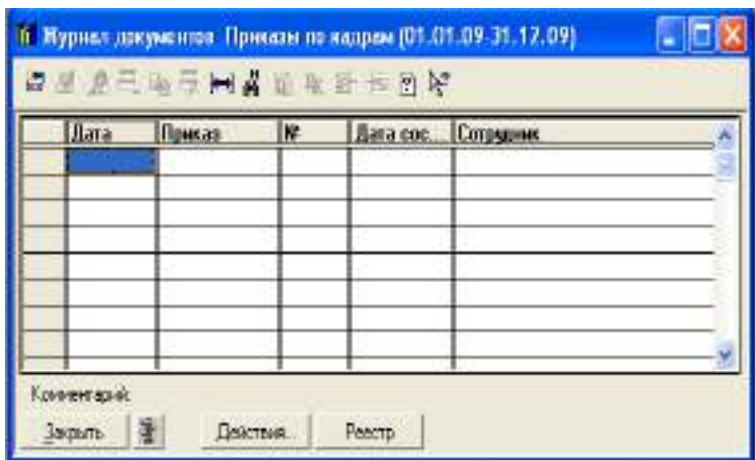 Журнал документов Приказы по кадрам (01.01.09-31.12.09)
Дата Приказ № Дата сос... Сотрудник
Комментарий:
Закрыть Действия... Реестр